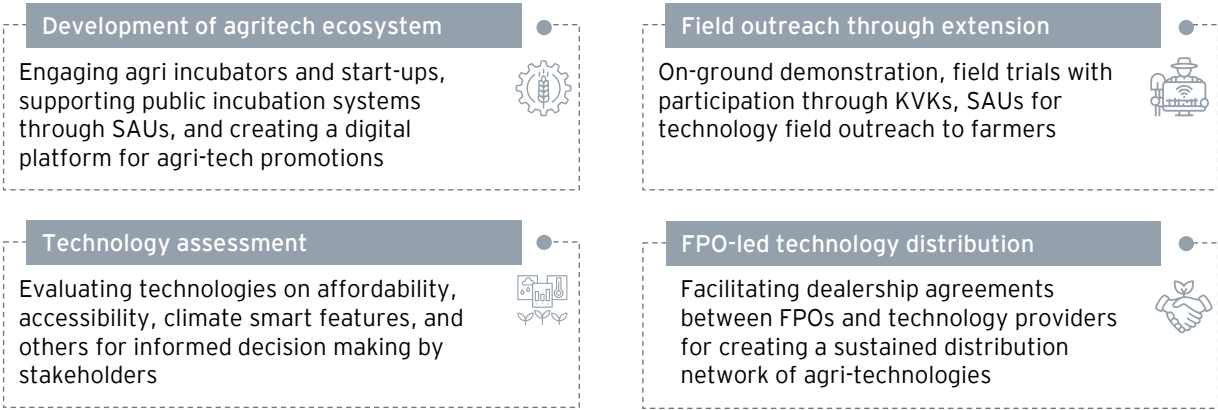 Development of agritech ecosystem
Engaging agri incubators and start-ups,
supporting public incubation systems
through SAUs, and creating a digital
platform for agri-tech promotions
Field outreach through extension
On-ground demonstration, field trials with
participation through KVKs, SAUs for
technology field outreach to farmers
Technology assessment
Evaluating technologies on affordability,
accessibility, climate smart features, and
others for informed decision making by
stakeholders
FPO-led technology distribution
Facilitating dealership agreements
between FPOs and technology providers
for creating a sustained distribution
network of agri-technologies